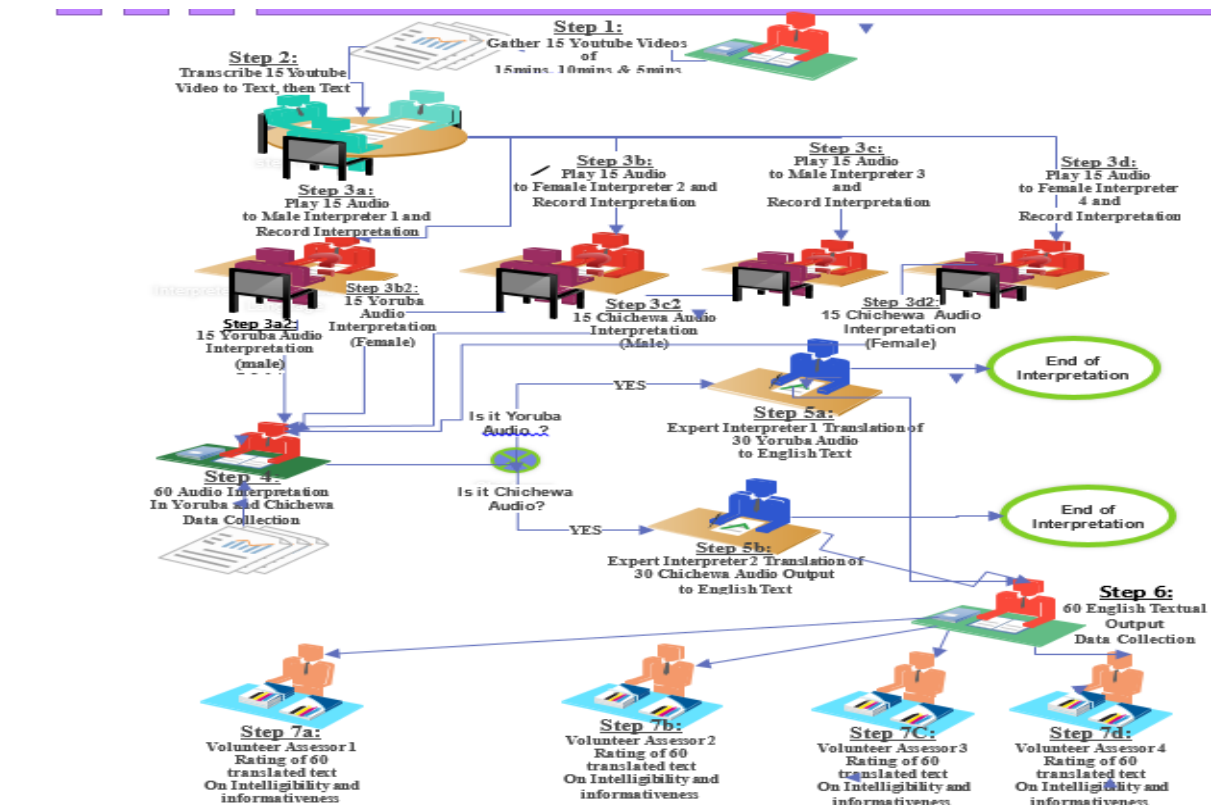 Step 1:
Gather 15 Youtube Videos
of
15mins, 10mins & 5mins
Step 2:
Transcribe 15 Youtube
Video to Text, then Text
Step 3a:
Play 15 Audio
to Male Interpreter 1 and
Record Interpretation
Step 3b:
Play 15 Audio
to Female Interpreter 2 and
Record Interpretation
Step 3c:
Play 15 Audio
to Male Interpreter 3
and
Record Interpretation
Step 3d:
Play 15 Audio
to Female Interpreter
4 and
Record Interpretation
Step 3a2:
15 Yoruba Audio
Interpretation
(male)
Step 3b2:
15 Yoruba
Audio
Interpretation
(Female)
Step 3c2
15 Chichewa Audio
Interpretation
(Male)
Step 3d2:
15 Chichewa Audio
Interpretation
(Female)
Step 4:
60 Audio Interpretation
In Yoruba and Chichewa
Data Collection
Is it Yoruba
Audio ?
YES
Is it Chichewa
Audio?
YES
Step 5a:
Expert Interpreter 1 Translation of
30 Yoruba Audio
to English Text
End of
Interpretation
Step 5b:
Expert Interpreter 2 Translation of
30 Chichewa Audio Output
to English Text
End of
Interpretation
Step 6:
60 English Textual
Output
Data Collection
Step 7a:
Volunteer Assessor 1
Rating of 60
translated text
On Intelligibility and
informativeness
Step 7b:
Volunteer Assessor 2
Rating of 60
translated text
On Intelligibility and
informativeness
Step 7C:
Volunteer Assessor 3
Rating of 60
translated text
On Intelligibility and
informativeness
Step 7d:
Volunteer Assessor 4
Rating of 60
translated text
On Intelligibility and
informativeness